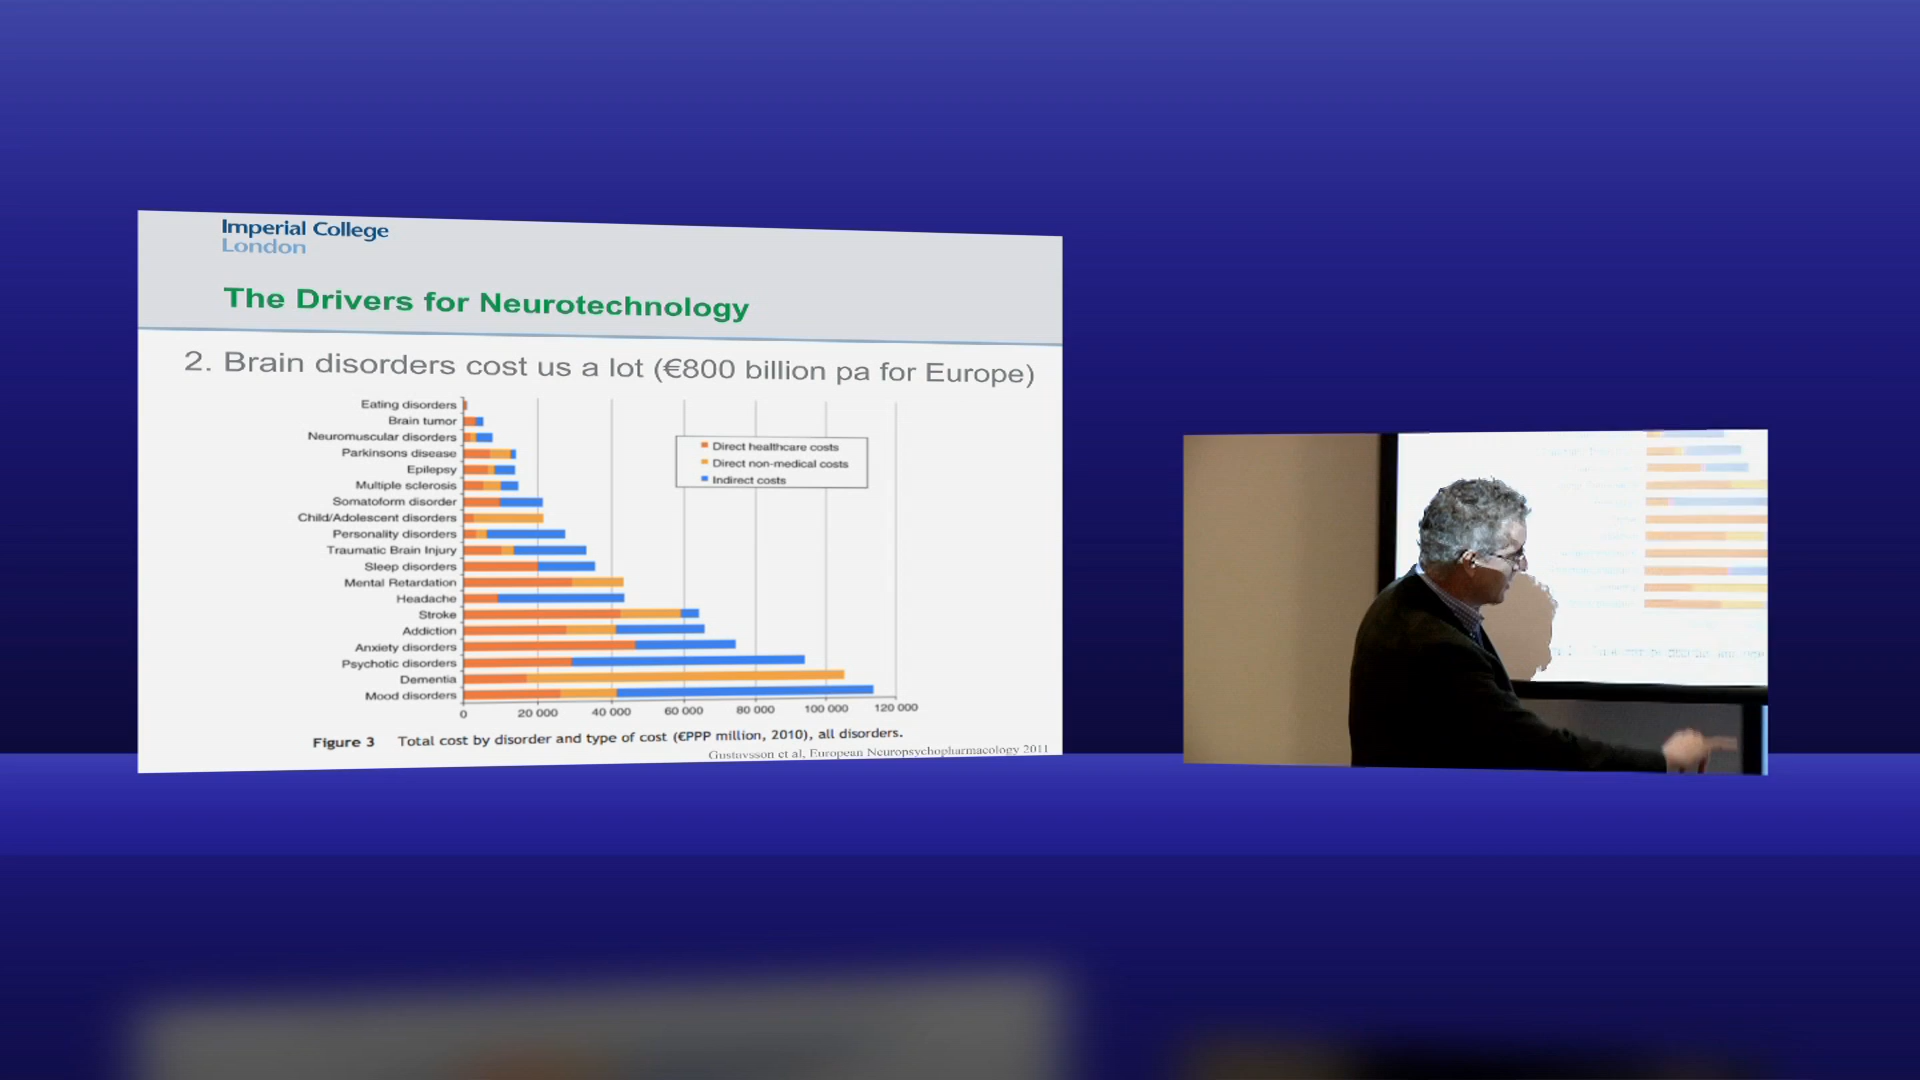 Imperial College
London
The Drivers for Neurotechnology
2. Brain disorders cost us a lot (€800 billion pa for Europe)
Eating disorders
Brain tumor
Neuromuscular disorders
Parkinsons disease
Epilepsy
Multiple sclerosis
Somatoform disorder
Child/Adolescent disorders
Personality disorders
Traumatic Brain Injury
Sleep disorders
Mental Retardation
Headache
Stroke
Addiction
Anxiety disorders
Psychotic disorders
Dementia
Mood disorders
Direct healthcare costs
Direct non-medical costs
Indirect costs
0 20 000 40 000 60 000 80 000 100 000 120 000
Figure 3 Total cost by disorder and type of cost (€PPP million, 2010), all disorders.
Gustavsson et al, European Neuropsychopharmacology 2011